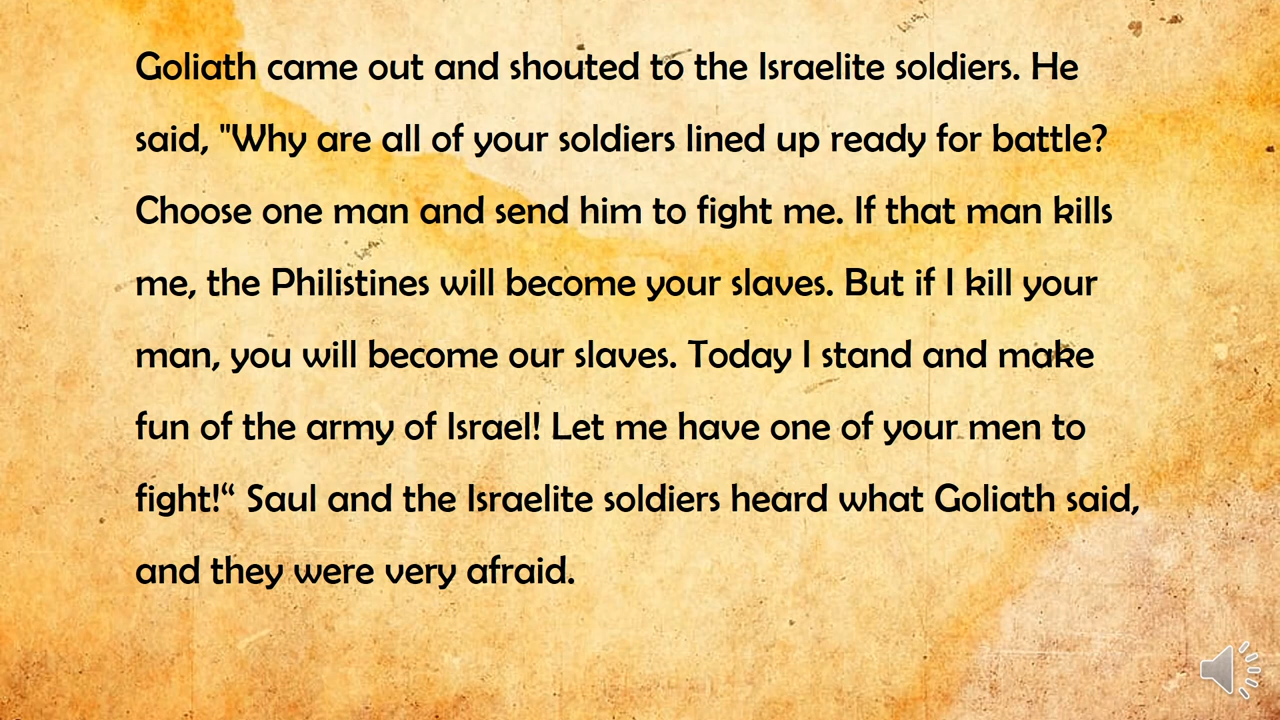 Goliath came out and shouted to the Israelite soldiers. He
said, "Why are all of your soldiers lined up ready for battle?
Choose one man and send him to fight me. If that man kills
me, the Philistines will become your slaves. But if I kill your
man, you will become our slaves. Today I stand and make
fun of the army of Israel! Let me have one of your men to
fight!“ Saul and the Israelite soldiers heard what Goliath said,
and they were very afraid.